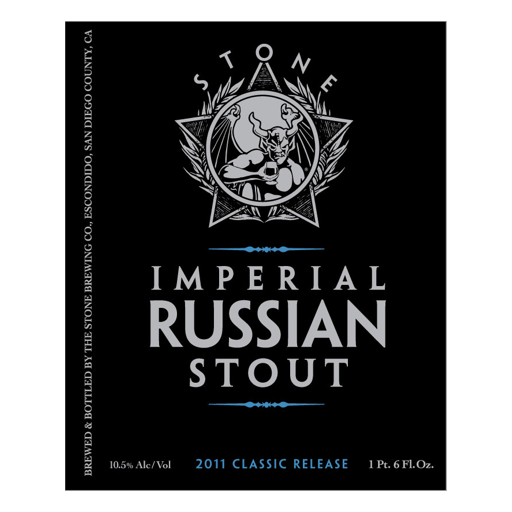 STONE
IMPERIAL
RUSSIAN
STOUT
10.5% Alc/Vol
2011 CLASSIC RELEASE
1 Pt. 6 Fl.Oz.
BREWED & BOTTLED BY THE STONE BREWING CO., ESCONDIDO, SAN DIEGO COUNTY, CA